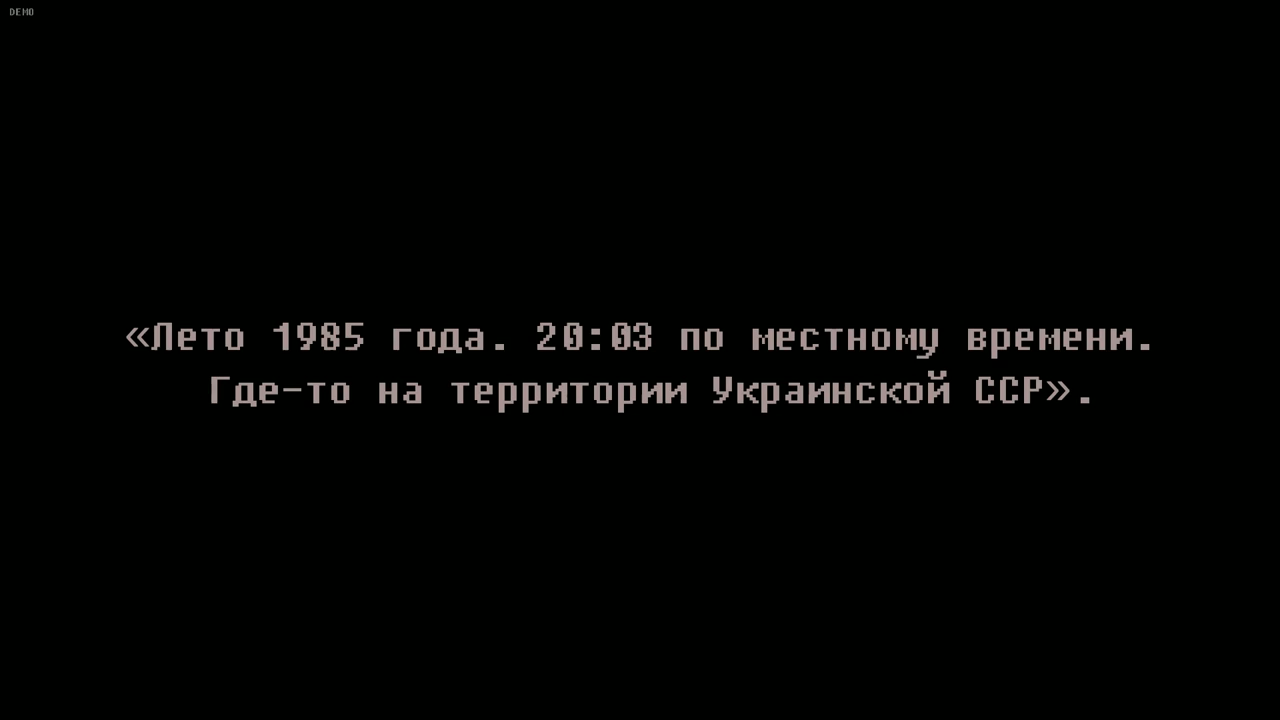 DEMO
«Лето 1985 года. 20:03 по местному времени.
Где-то на территории Украинской ССР».